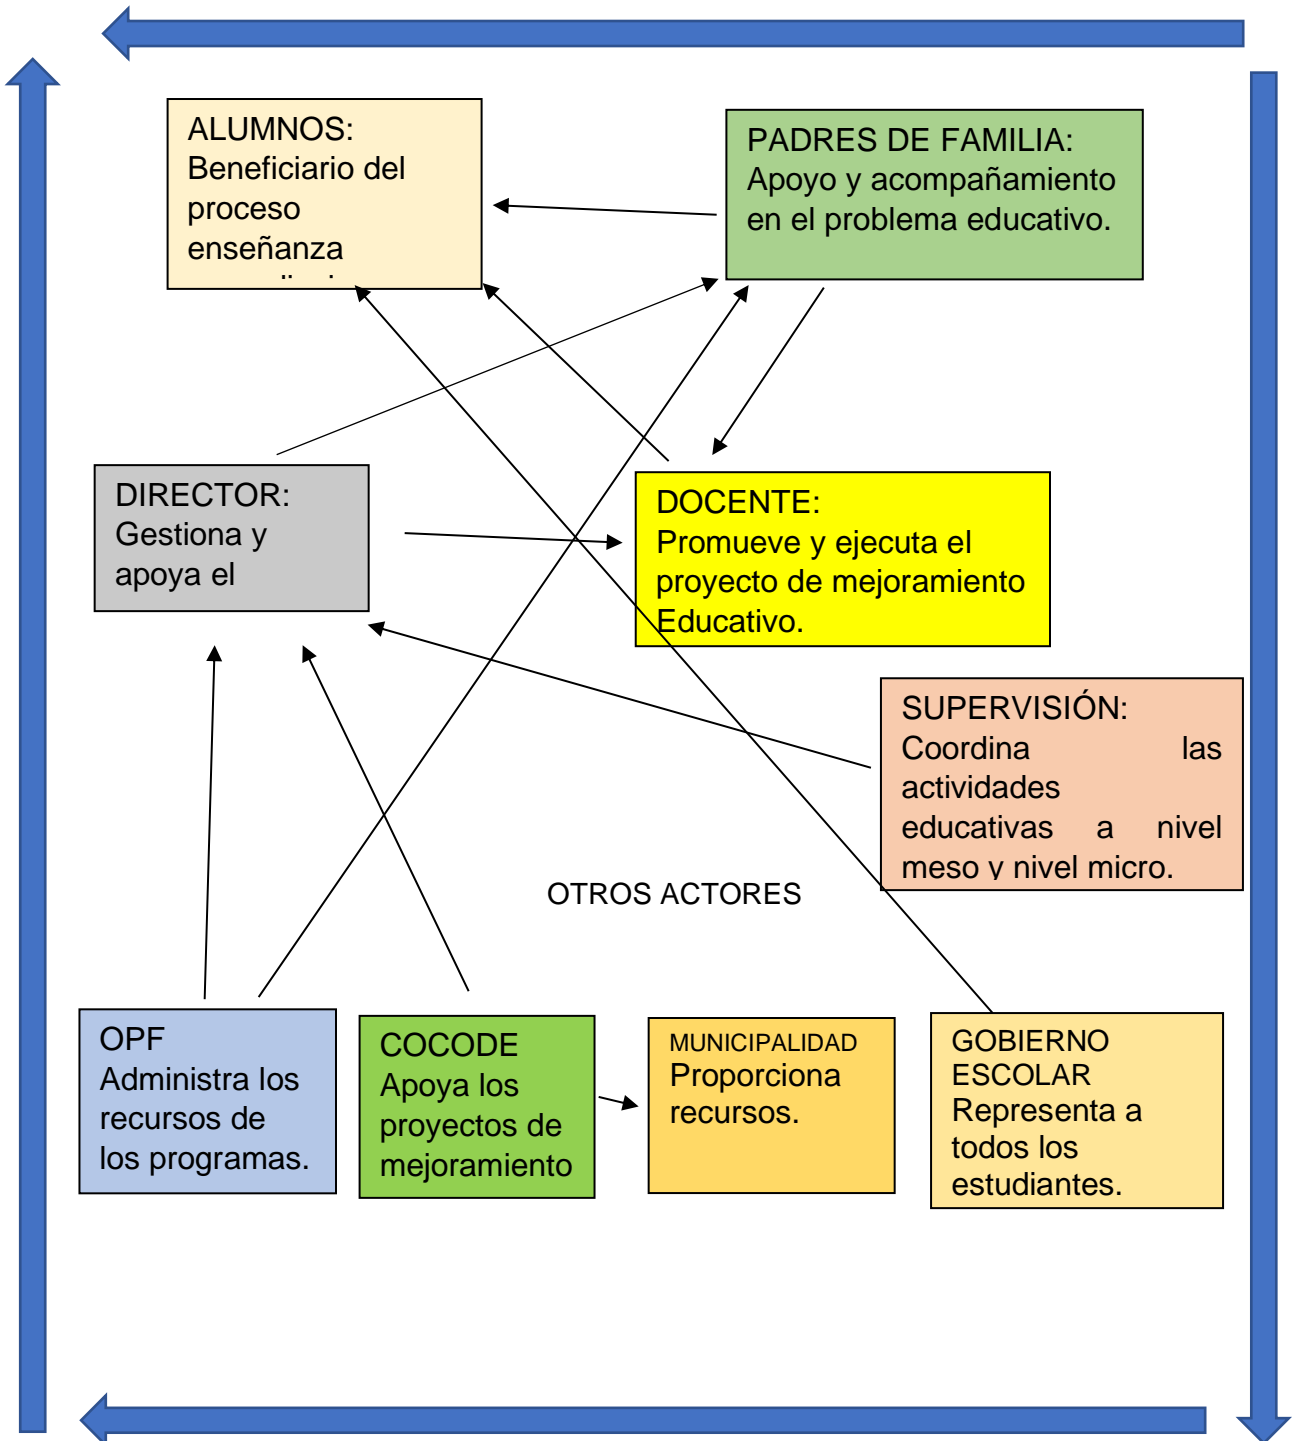 ALUMNOS:
Beneficiario del
proceso
enseñanza
PADRES DE FAMILIA:
Apoyo y acompañamiento
en el problema educativo.
DIRECTOR:
Gestiona y
apoya el
DOCENTE:
Promueve y ejecuta el
proyecto de mejoramiento
Educativo.
SUPERVISIÓN:
Coordina las
actividades
educativas a nivel
meso y nivel micro.
OTROS ACTORES
OPF
Administra los
recursos de
los programas.
COCODE
Apoya los
proyectos de
mejoramiento
MUNICIPALIDAD
Proporciona
recursos.
GOBIERNO
ESCOLAR
Representa a
todos los
estudiantes.